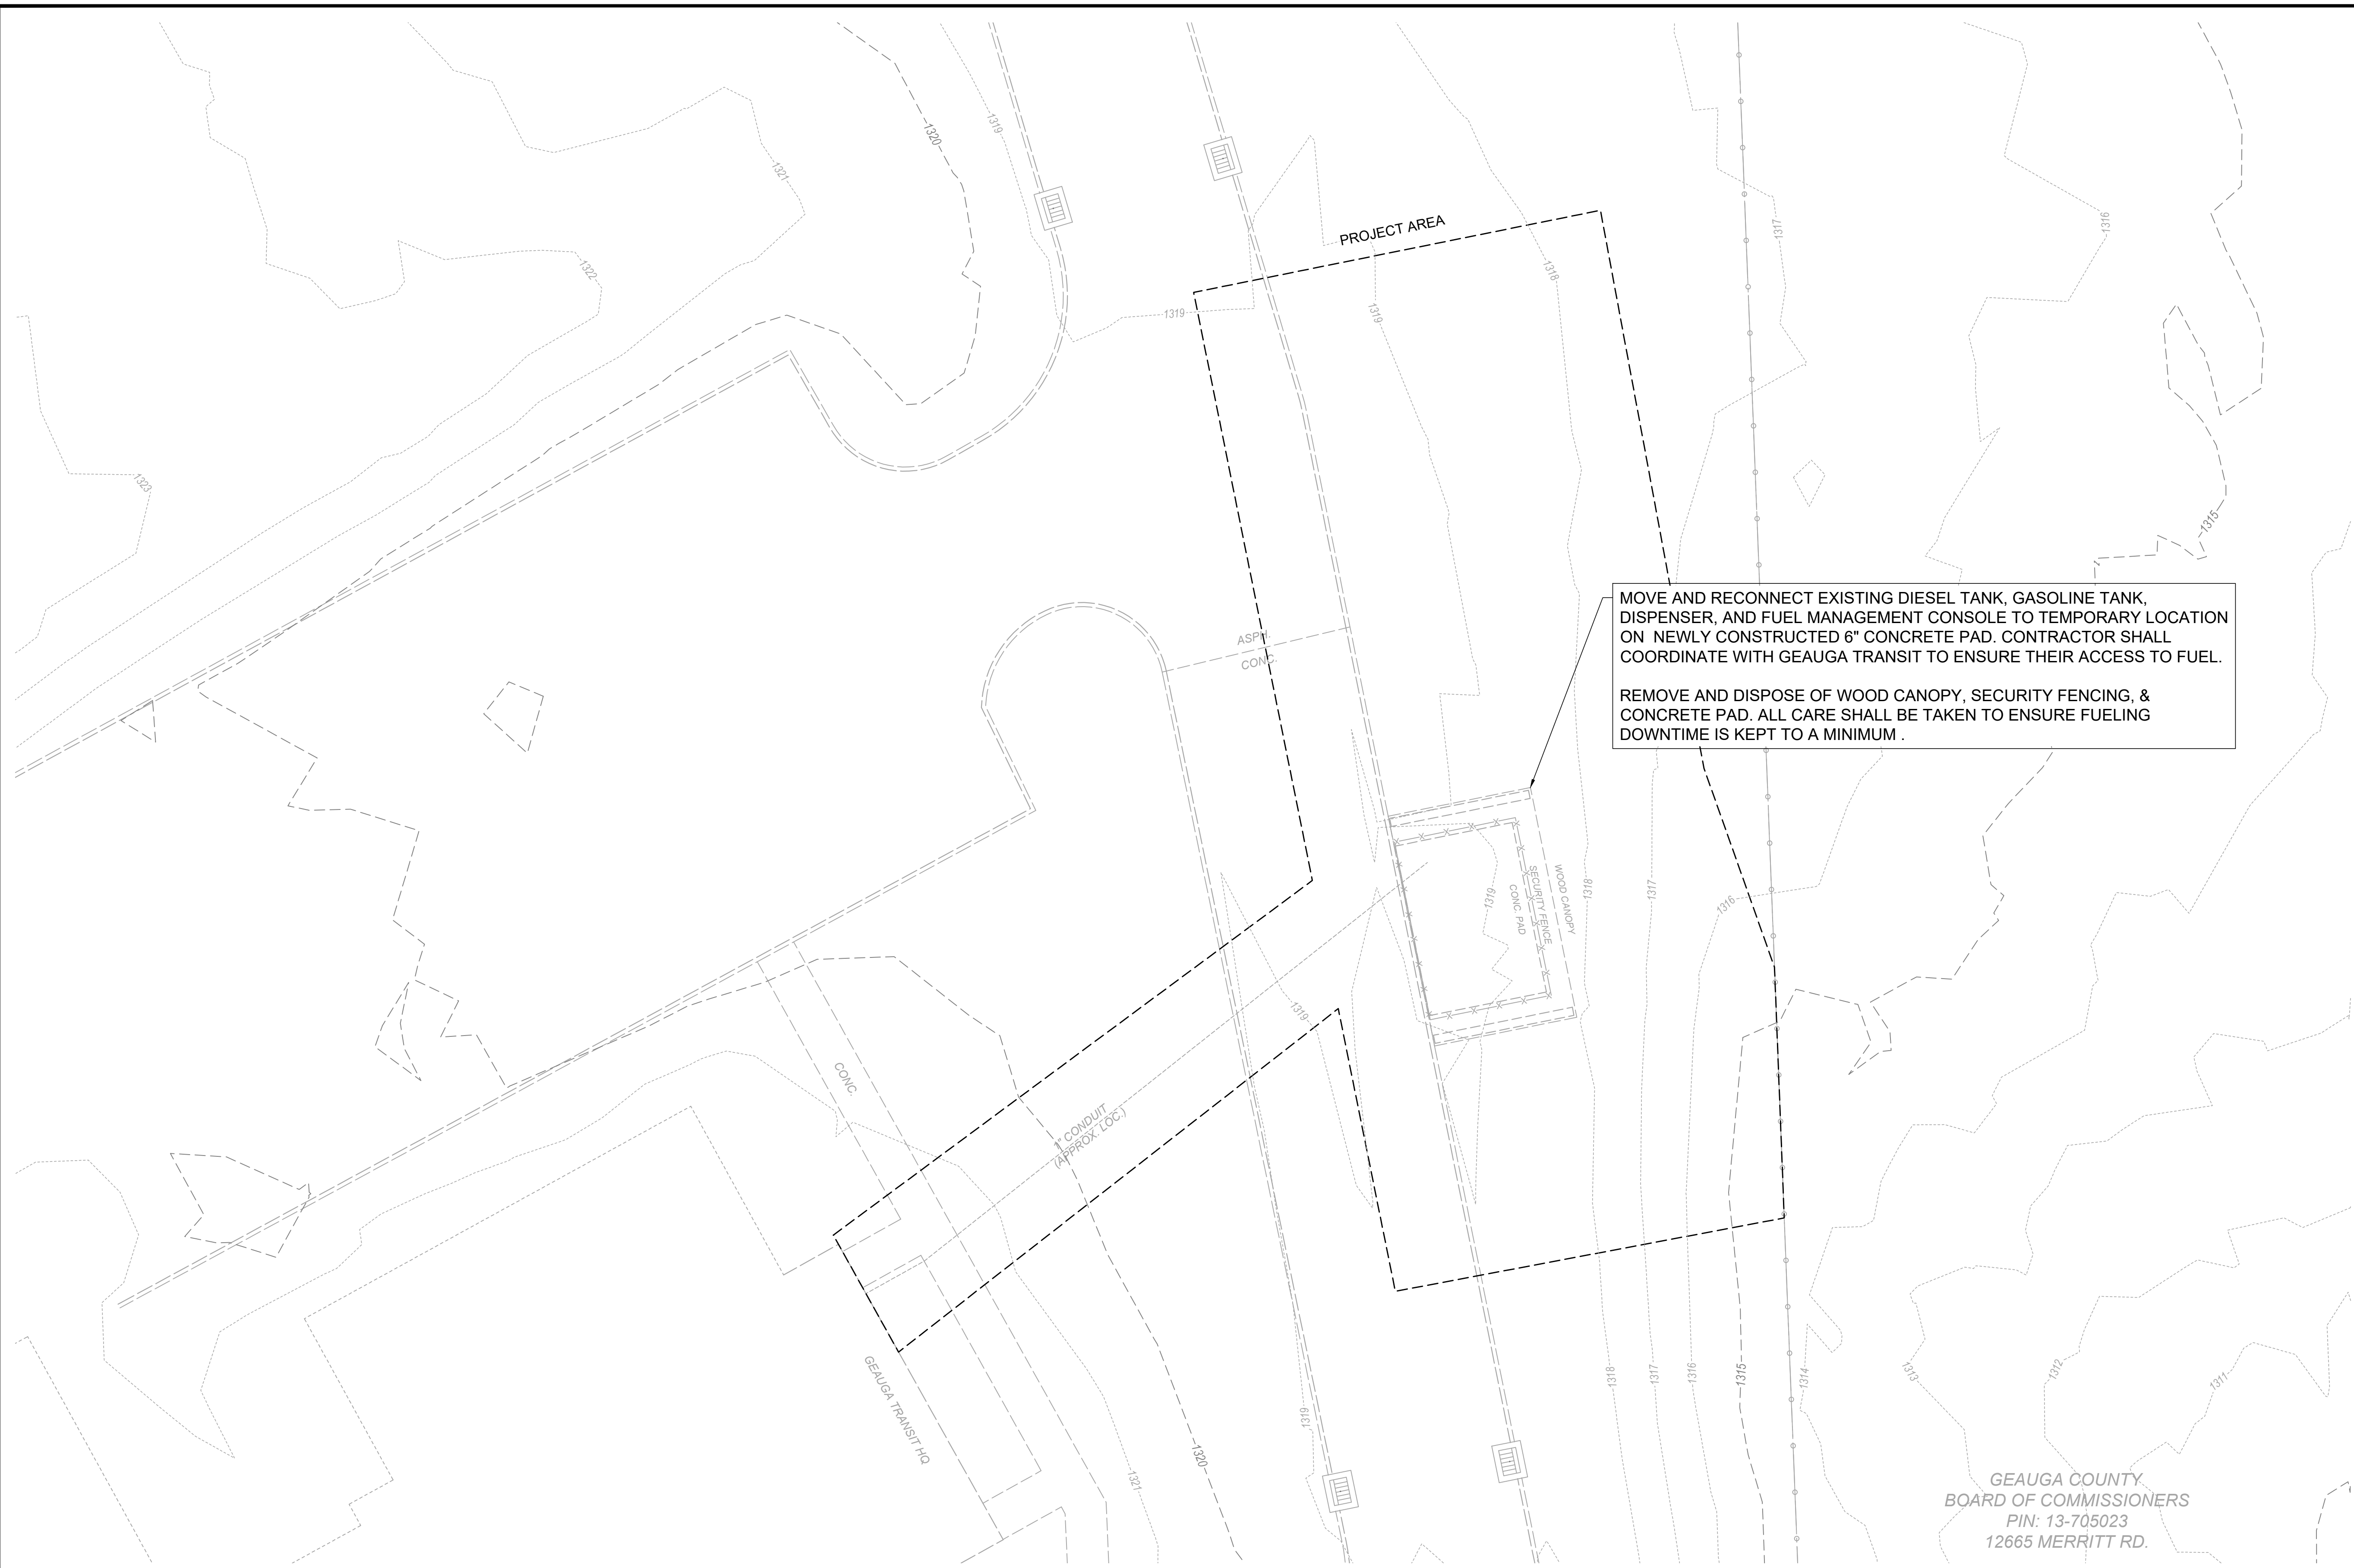 1320
1319
1321
PROJECT AREA
1317
1316
1322
1318
1319
1319
1323
1315
MOVE AND RECONNECT EXISTING DIESEL TANK, GASOLINE TANK,
DISPENSER, AND FUEL MANAGEMENT CONSOLE TO TEMPORARY LOCATION
ON NEWLY CONSTRUCTED 6" CONCRETE PAD. CONTRACTOR SHALL
COORDINATE WITH GEAUGA TRANSIT TO ENSURE THEIR ACCESS TO FUEL.
REMOVE AND DISPOSE OF WOOD CANOPY, SECURITY FENCING, &
CONCRETE PAD. ALL CARE SHALL BE TAKEN TO ENSURE FUELING
DOWNTIME IS KEPT TO A MINIMUM .
ASPH.
CONC.
1319
CONC. PAD
SECURITY FENCE
WOOD CANOPY
1318
1317
1316
1319
CONC.
1" CONDUIT
(APPROX. LOC.)
GEAUGA TRANSIT HQ
1318
1317
1316
1315
1314
1313
1312
1311
1319
1320
1321
GEAUGA COUNTY
BOARD OF COMMISSIONERS
PIN: 13-705023
12665 MERRITT RD.